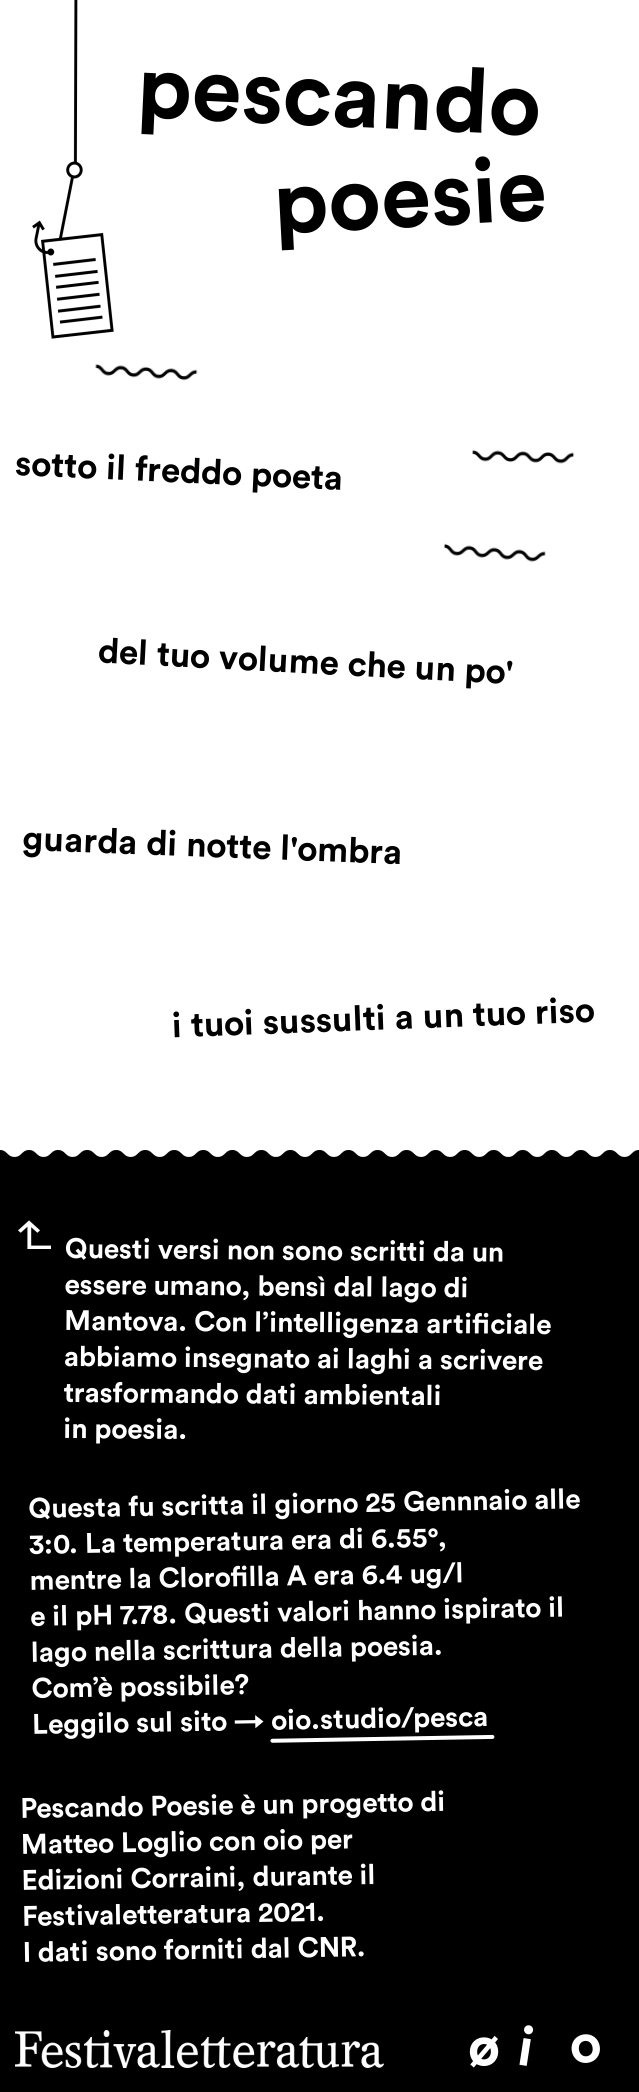 pescando
poesie
sotto il freddo poeta
del tuo volume che un po'
guarda di notte l'ombra
i tuoi sussulti a un tuo riso
Questi versi non sono scritti da un
essere umano, bensì dal lago di
Mantova. Con l’intelligenza artificiale
abbiamo insegnato ai laghi a scrivere
trasformando dati ambientali
in poesia.
Questa fu scritta il giorno 25 Gennnaio alle
3:0. La temperatura era di 6.55°,
mentre la Clorofilla A era 6.4 ug/l
e il pH 7.78. Questi valori hanno ispirato il
lago nella scrittura della poesia.
Com’è possibile?
Leggilo sul sito → oio.studio/pesca
Pescando Poesie è un progetto di
Matteo Loglio con oio per
Edizioni Corraini, durante il
Festivaletteratura 2021.
I dati sono forniti dal CNR.
Festivaletteratura ø i o